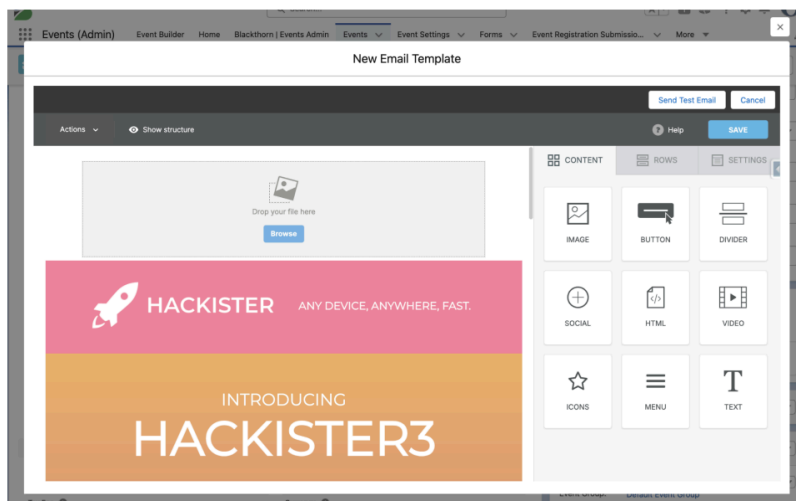 Events (Admin)
Event Builder
Home
Blackthorn | Events Admin
Events
Event Settings
Forms
Event Registration Submissio...
More
New Email Template
Send Test Email
Cancel
Actions
Show structure
Help
SAVE
Drop your file here
Browse
HACKISTER
ANY DEVICE, ANYWHERE, FAST.
INTRODUCING
HACKISTER3
CONTENT
ROWS
SETTINGS
IMAGE
BUTTON
DIVIDER
SOCIAL
HTML
VIDEO
ICONS
MENU
TEXT
Event Group:
Default Event Group